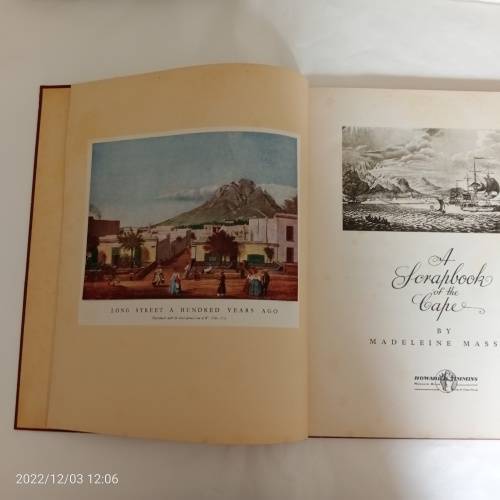 LONG STREET A HUNDRED YEARS AGO
A
Scrapbook
of the
Cape
BY
MADELEINE MASS
HOWARD TIMMINS
2022/12/03 12:06